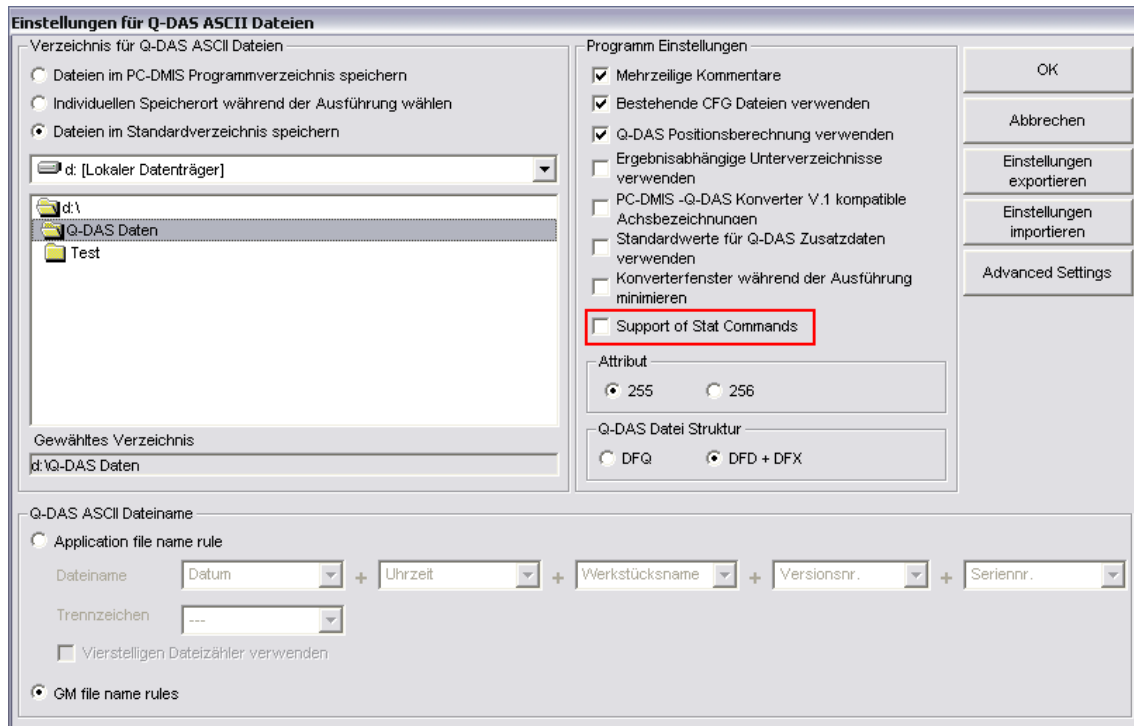 Einstellungen für Q-DAS ASCII Dateien
Verzeichnis für Q-DAS ASCII Dateien
Dateien im PC-DMIS Programmverzeichnis speichern
Individuellen Speicherort während der Ausführung wählen
Dateien im Standardverzeichnis speichern
d: [Lokaler Datenträger]
d:\
Q-DAS Daten
Test
Gewähltes Verzeichnis
d:\Q-DAS Daten
Programm Einstellungen
Mehrzeilige Kommentare
Bestehende CFG Dateien verwenden
Q-DAS Positionsberechnung verwenden
Ergebnisabhängige Unterverzeichnisse
verwenden
PC-DMIS -Q-DAS Konverter V.1 kompatible
Achsbezeichnungen
Standardwerte für Q-DAS Zusatzdaten
verwenden
Konverterfenster während der Ausführung
minimieren
Support of Stat Commands
Attribut
255 256
Q-DAS Datei Struktur
DFQ DFD + DFX
OK
Abbrechen
Einstellungen
exportieren
Einstellungen
importieren
Advanced Settings
Q-DAS ASCII Dateiname
Application file name rule
Dateiname Datum + Uhrzeit + Werkstücksname + Versionsnr. + Seriennr.
Trennzeichen ---
Vierstelligen Dateizähler verwenden
GM file name rules